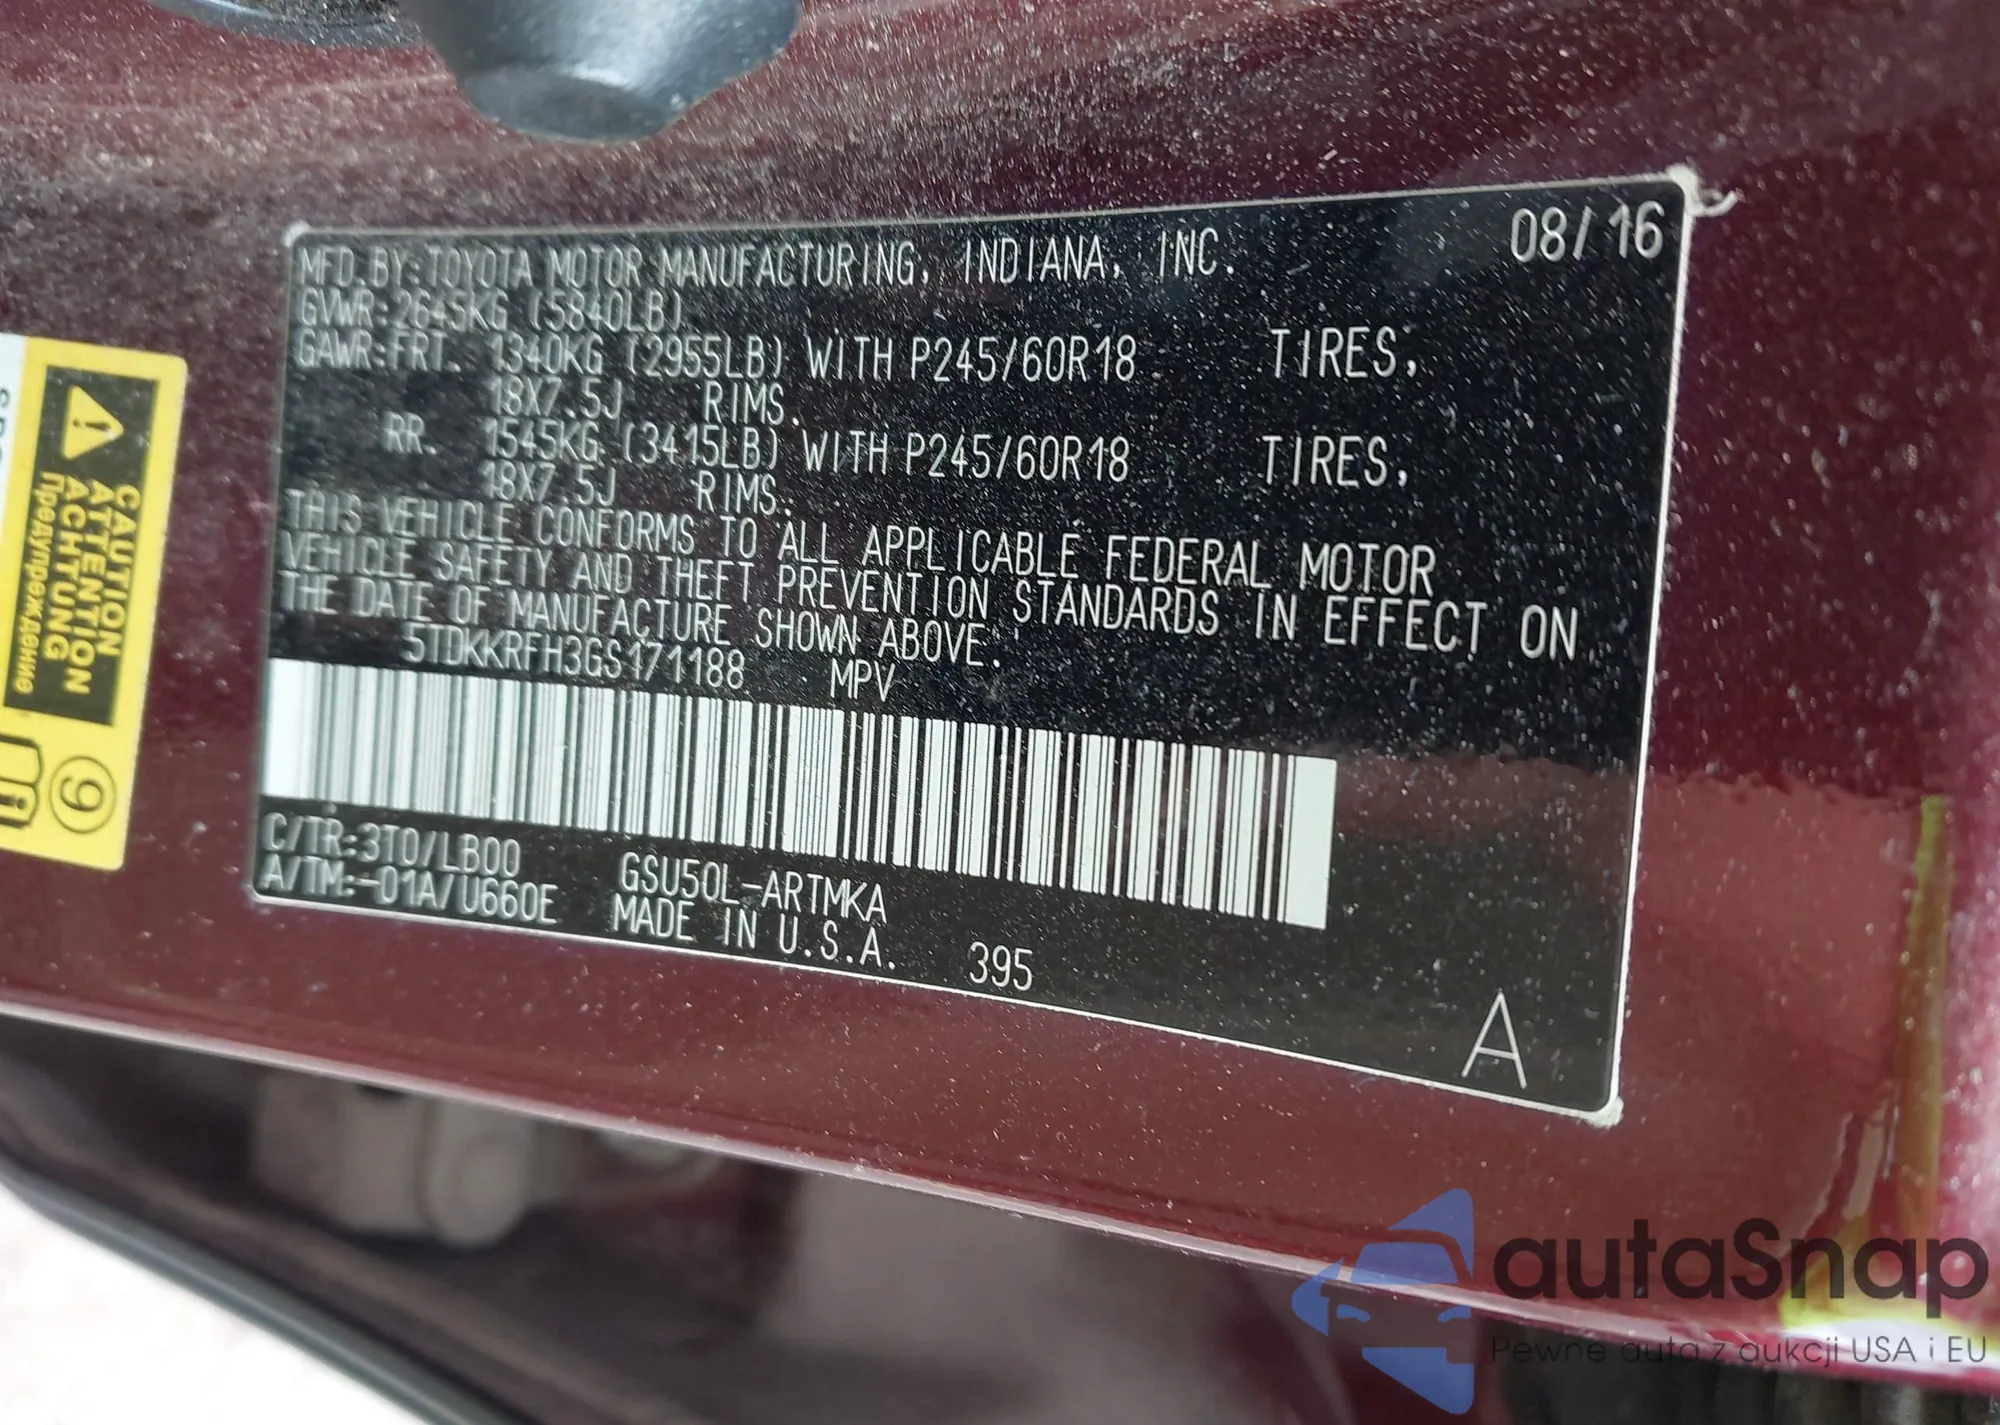 08/16
MFD.BY:TOYOTA MOTOR MANUFACTURING, INDIANA, INC.
GVWR:2645KG (5840LB)
GAWR:FRT. 1340KG (2955LB) WITH P245/60R18 TIRES,
18X7.5J RIMS.
RR. 1545KG (3415LB) WITH P245/60R18 TIRES,
18X7.5J RIMS.
THIS VEHICLE CONFORMS TO ALL APPLICABLE FEDERAL MOTOR
VEHICLE SAFETY AND THEFT PREVENTION STANDARDS IN EFFECT ON
THE DATE OF MANUFACTURE SHOWN ABOVE.
5TDKKRFH3GS171188 MPV
C/TR:3T0/LB00 GSU50L-ARTMKA
A/TM:-01A/U660E MADE IN U.S.A. 395
A
CAUTION
ATTENTION
ACHTUNG
Предупреждение
9
autaSnap
Pewne auta z aukcji USA i EU